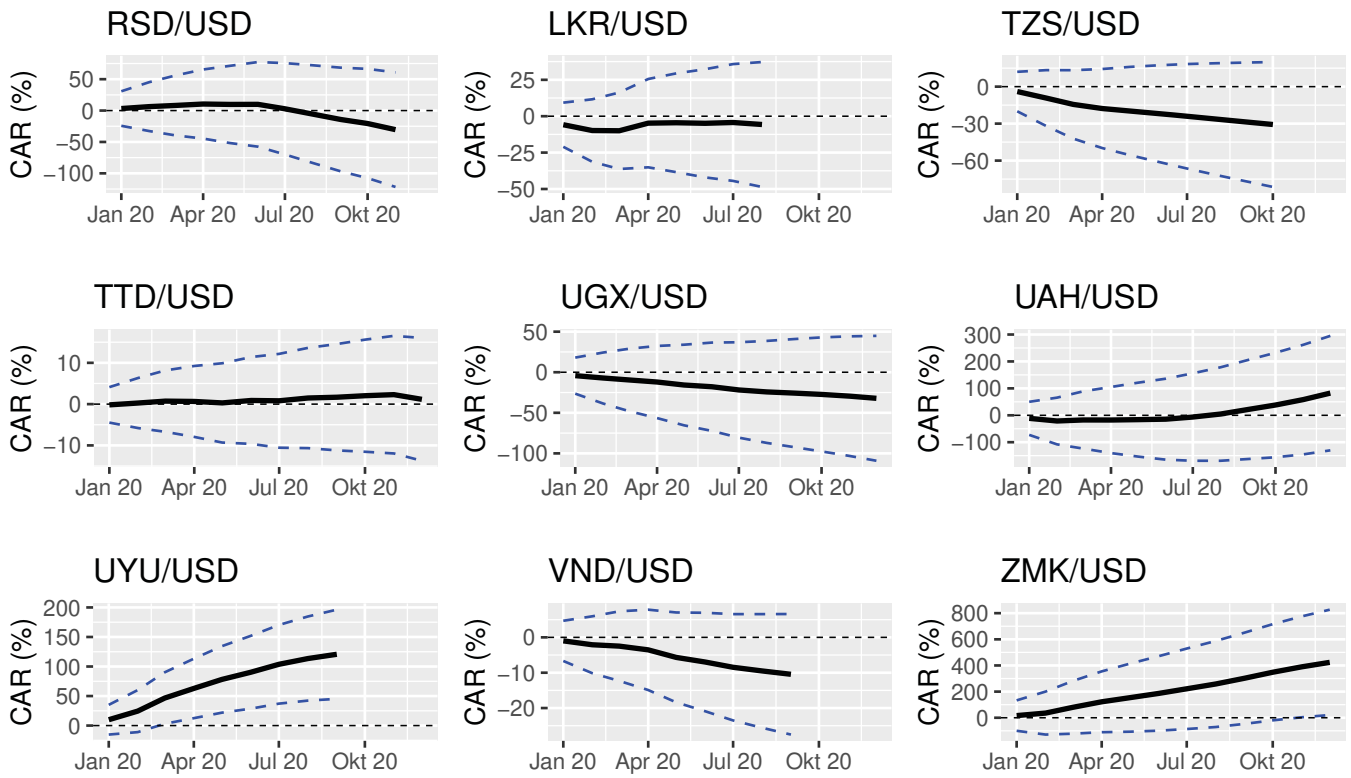 RSD/USD
CAR (%)
50
0
−50
−100
Jan 20 Apr 20 Jul 20 Okt 20
LKR/USD
CAR (%)
25
0
−25
−50
Jan 20 Apr 20 Jul 20 Okt 20
TZS/USD
CAR (%)
0
−30
−60
Jan 20 Apr 20 Jul 20 Okt 20
TTD/USD
CAR (%)
10
0
−10
Jan 20 Apr 20 Jul 20 Okt 20
UGX/USD
CAR (%)
50
0
−50
−100
Jan 20 Apr 20 Jul 20 Okt 20
UAH/USD
CAR (%)
300
200
100
0
−100
Jan 20 Apr 20 Jul 20 Okt 20
UYU/USD
CAR (%)
200
150
100
50
0
Jan 20 Apr 20 Jul 20 Okt 20
VND/USD
CAR (%)
0
−10
−20
Jan 20 Apr 20 Jul 20 Okt 20
ZMK/USD
CAR (%)
800
600
400
200
0
Jan 20 Apr 20 Jul 20 Okt 20